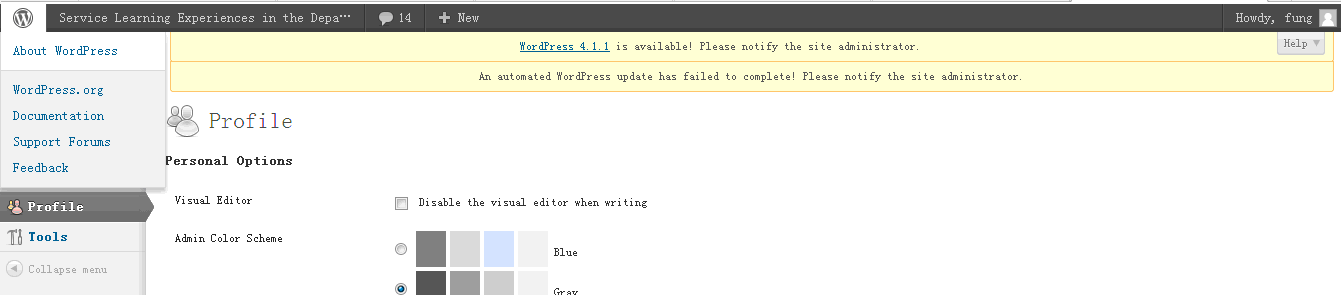 Service Learning Experiences in the Depa… 14 + New Howdy, fung
About WordPress
WordPress 4.1.1 is available! Please notify the site administrator.
Help
An automated WordPress update has failed to complete! Please notify the site administrator.
WordPress.org
Documentation
Support Forums
Feedback
Profile
Personal Options
Visual Editor Disable the visual editor when writing
Profile
Tools
Collapse menu
Admin Color Scheme
Blue
Gray